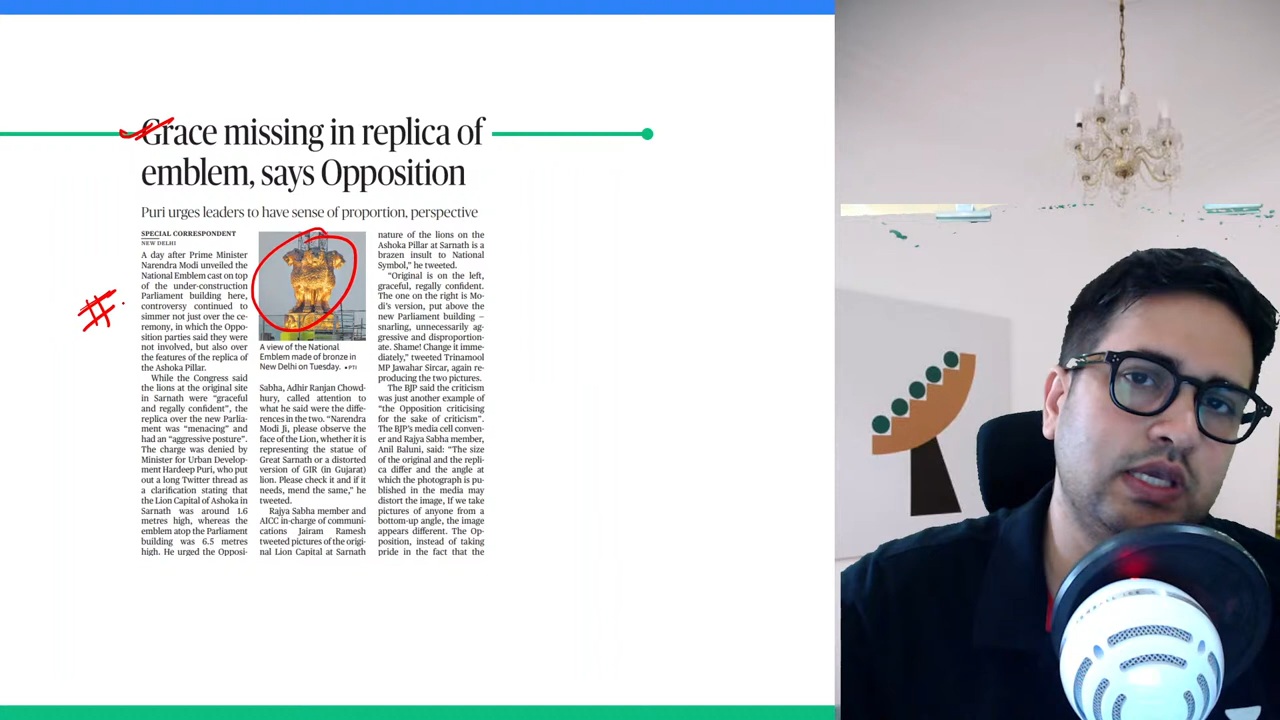 Grace missing in replica of
emblem, says Opposition
Puri urges leaders to have sense of proportion, perspective
SPECIAL CORRESPONDENT
NEW DELHI
A day after Prime Minister
Narendra Modi unveiled the
National Emblem cast on top
of the under-construction
Parliament building here,
controversy continued to
simmer not just over the ce-
remony, in which the Oppo-
sition parties said they were
not involved, but also over
the features of the replica of
the Ashoka Pillar.
While the Congress said
the lions at the original site
in Sarnath were “graceful
and regally confident”, the
replica over the new Parlia-
ment was “menacing” and
had an “aggressive posture”.
The charge was denied by
Minister for Urban Develop-
ment Hardeep Puri, who put
out a long Twitter thread as
a clarification stating that
the Lion Capital of Ashoka in
Sarnath was around 1.6
metres high, whereas the
emblem atop the Parliament
building was 6.5 metres
high. He urged the Opposi-
A view of the National
Emblem made of bronze in
New Delhi on Tuesday. • PTI
Sabha, Adhir Ranjan Chowd-
hury, called attention to
what he said were the diffe-
rences in the two. “Narendra
Modi Ji, please observe the
face of the Lion, whether it is
representing the statue of
Great Sarnath or a distorted
version of GIR (in Gujarat)
lion. Please check it and if it
needs, mend the same,” he
tweeted.
Rajya Sabha member and
AICC in-charge of communi-
cations Jairam Ramesh
tweeted pictures of the origi-
nal Lion Capital at Sarnath
nature of the lions on the
Ashoka Pillar at Sarnath is a
brazen insult to National
Symbol,” he tweeted.
“Original is on the left,
graceful, regally confident.
The one on the right is Mo-
di’s version, put above the
new Parliament building –
snarling, unnecessarily ag-
gressive and disproportion-
ate. Shame! Change it imme-
diately,” tweeted Trinamool
MP Jawahar Sircar, again re-
producing the two pictures.
The BJP said the criticism
was just another example of
“the Opposition criticising
for the sake of criticism”.
The BJP’s media cell conven-
er and Rajya Sabha member,
Anil Baluni, said: “The size
of the original and the repli-
ca differ and the angle at
which the photograph is pu-
blished in the media may
distort the image, If we take
pictures of anyone from a
bottom-up angle, the image
appears different. The Op-
position, instead of taking
pride in the fact that the